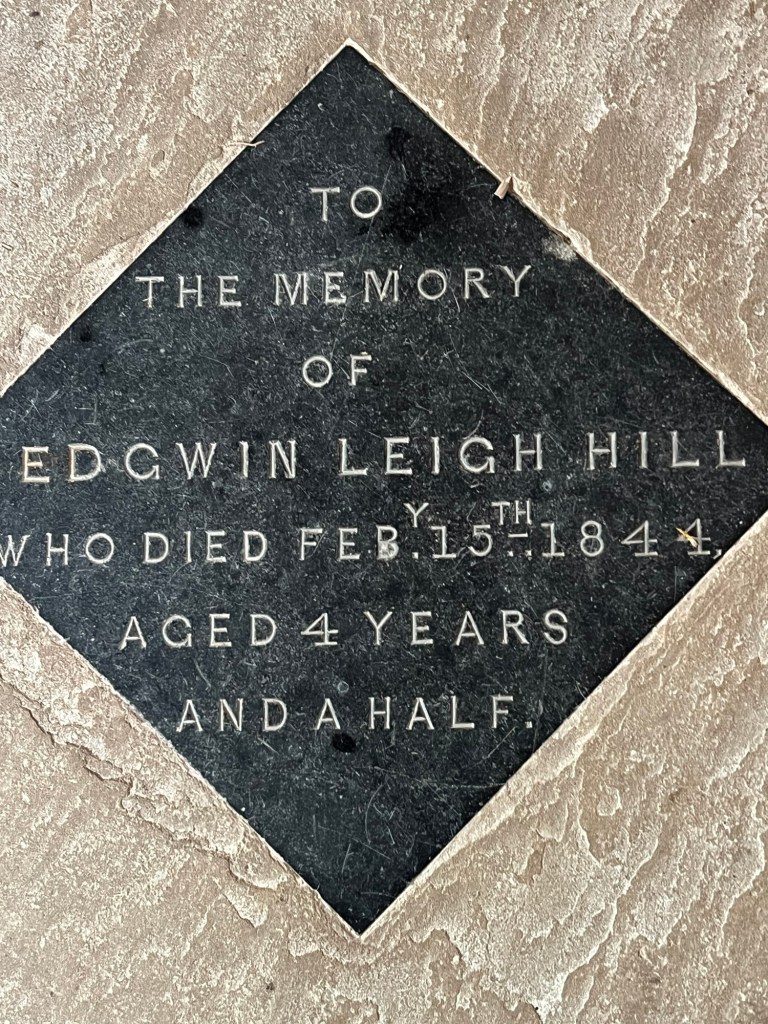 TO
THE MEMORY
OF
EDGWIN LEIGH HILL
WHO DIED FEBY. 15TH. 1844,
AGED 4 YEARS
AND A HALF.